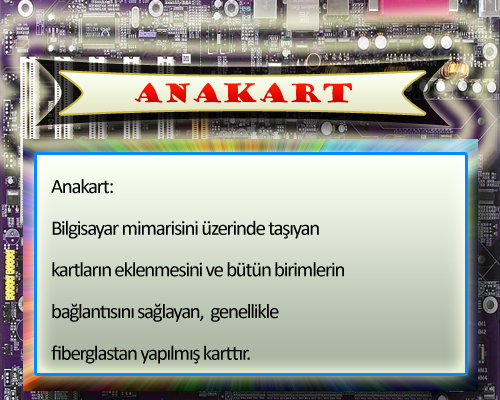 ANAKART
Anakart:
Bilgisayar mimarisini üzerinde taşıyan
kartların eklenmesini ve bütün birimlerin
bağlantısını sağlayan, genellikle
fiberglastan yapılmış karttır.